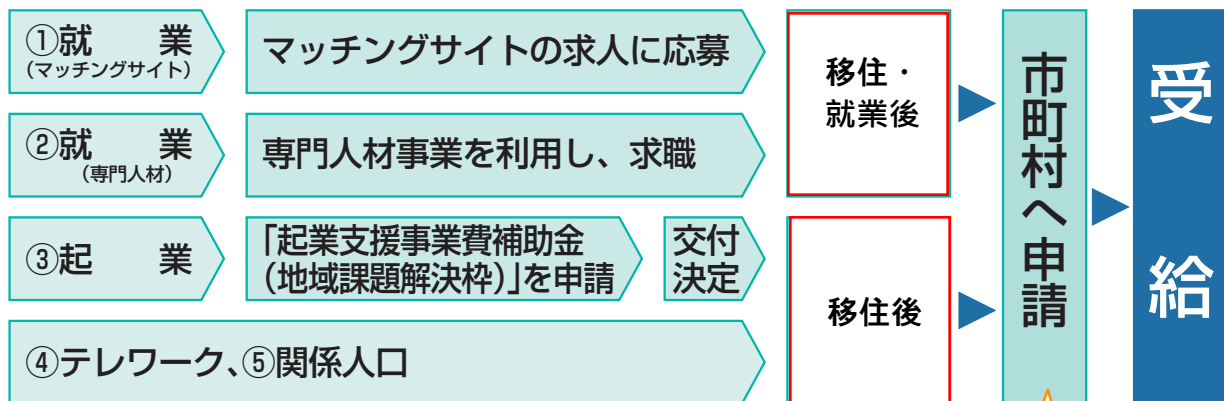 ①就　業
（マッチングサイト）
マッチングサイトの求人に応募
②就　業
（専門人材）
専門人材事業を利用し、求職
移住・
就業後
③起　業
「起業支援事業費補助金
（地域課題解決枠）」を申請
交付
決定
④テレワーク、⑤関係人口
移住後
市町村へ申請
受給